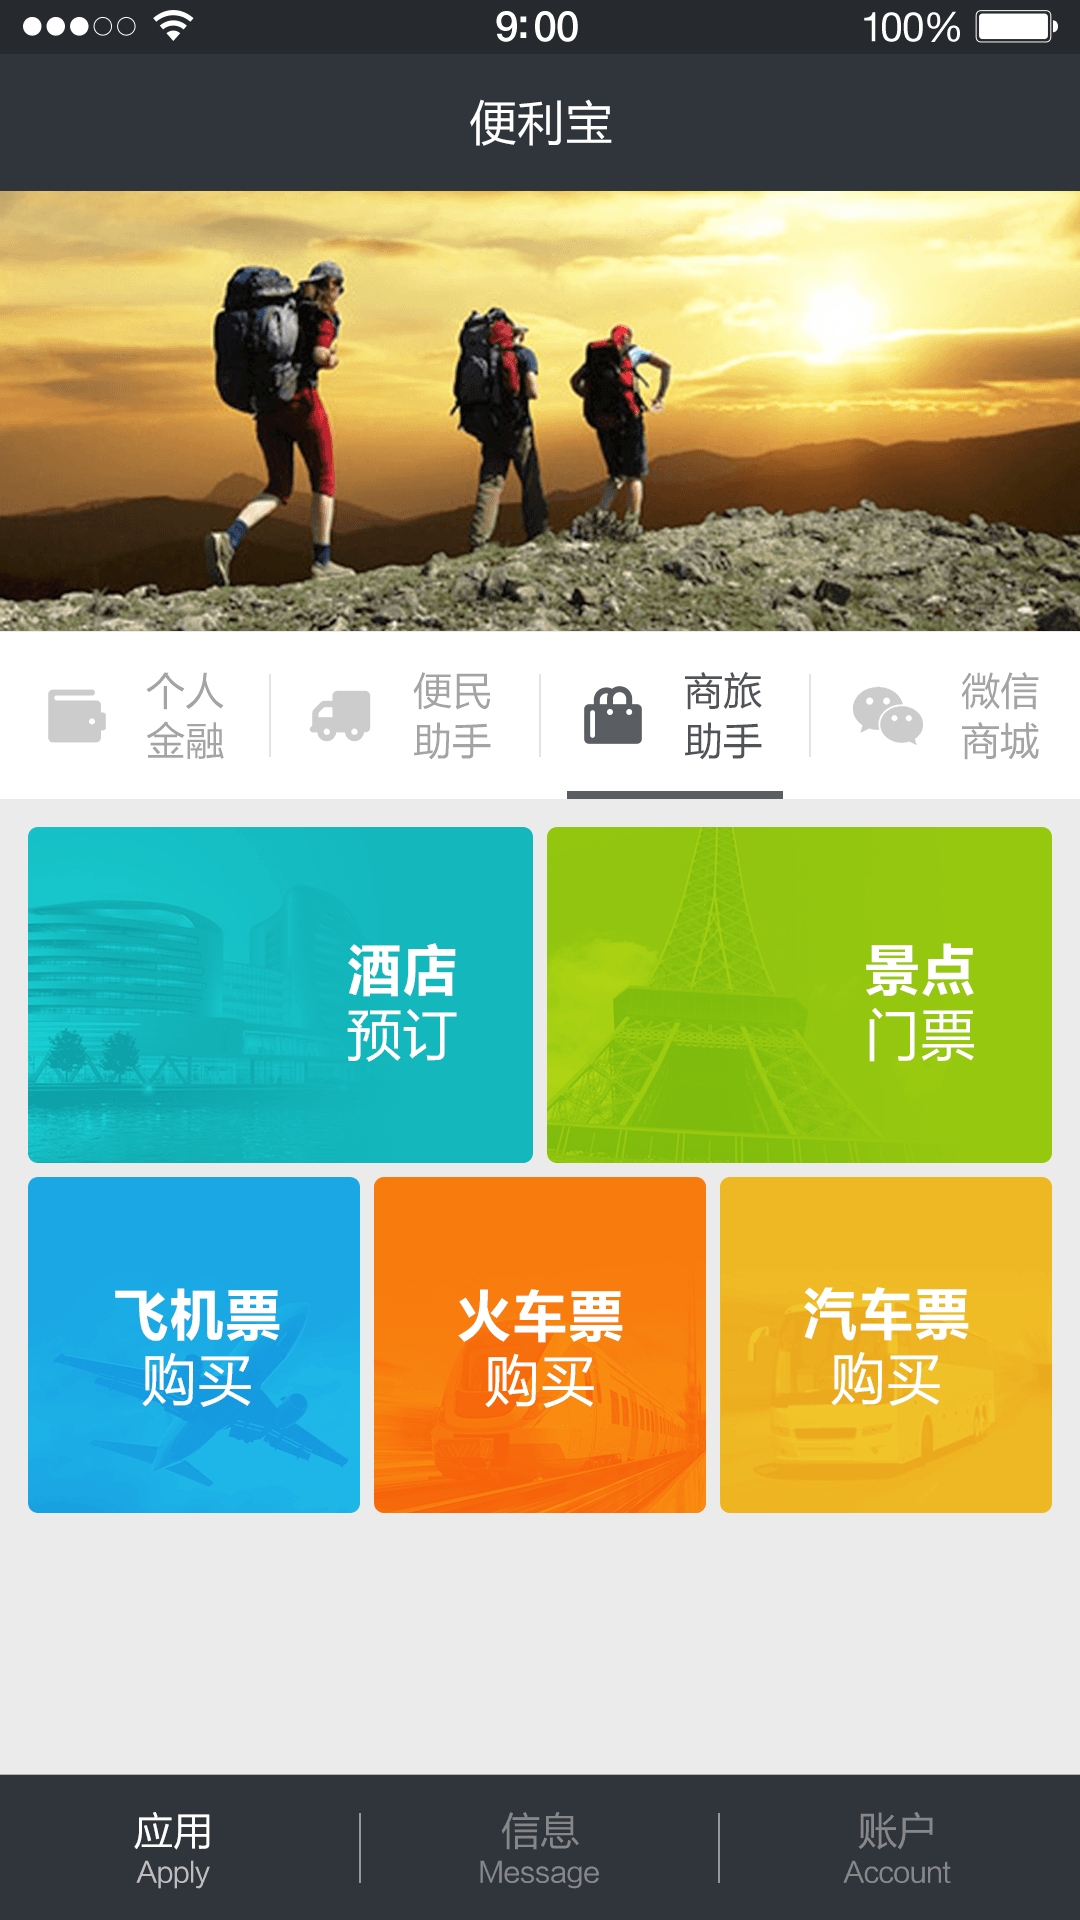 9:00
100%
便利宝
个人
金融
便民
助手
商旅
助手
微信
商城
酒店
预订
景点
门票
飞机票
购买
火车票
购买
汽车票
购买
应用
Apply
信息
Message
账户
Account